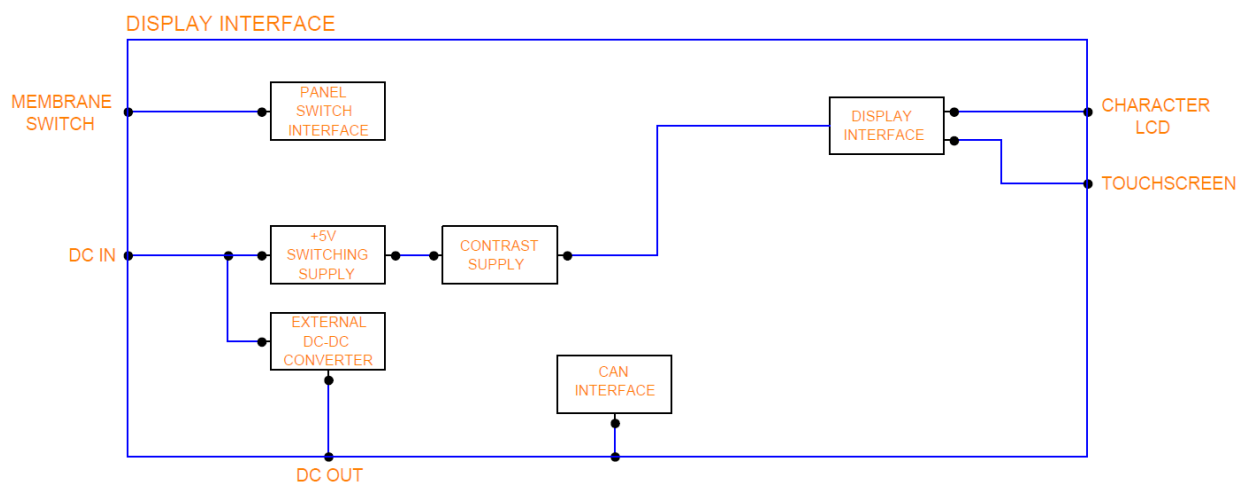 DISPLAY INTERFACE
MEMBRANE
SWITCH
PANEL
SWITCH
INTERFACE
DISPLAY
INTERFACE
CHARACTER
LCD
TOUCHSCREEN
DC IN
+5V
SWITCHING
SUPPLY
CONTRAST
SUPPLY
EXTERNAL
DC-DC
CONVERTER
CAN
INTERFACE
DC OUT